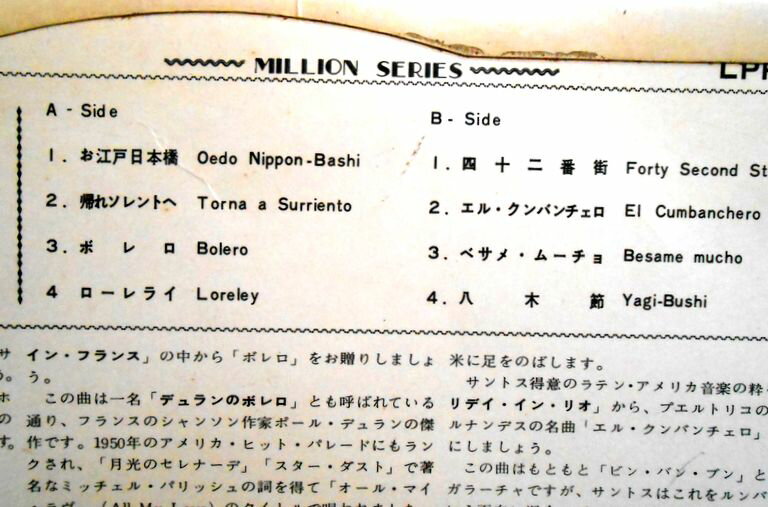 MILLION SERIES
LPF
A - Side
1. お江戸日本橋 Oedo Nippon-Bashi
2. 帰れソレントへ Torna a Surriento
3. ボレロ Bolero
4 ローレライ Loreley
B - Side
1. 四十二番街 Forty Second St
2. エル・クンバンチェロ El Cumbanchero
3. ベサメ・ムーチョ Besame mucho
4. 八木節 Yagi-Bushi
サ
う。
ホ
の
す。
イン・フランス」の中から「ボレロ」をお贈りしましょ
う。
この曲は一名「デュランのボレロ」とも呼ばれている
通り、フランスのシャンソン作家ポール・デュランの傑
作です。1950年のアメリカ・ヒット・パレードにもラン
クされ、「月光のセレナーデ」「スター・ダスト」で著
名なミッチェル・パリッシュの詞を得て「オール・マイ
米に足をのばします。
サントス得意のラテン・アメリカ音楽の粋
リデイ・イン・リオ」から、プエルトリコの
ルナンデスの名曲「エル・クンバンチェロ」
にしましょう。
この曲はもともと「ビン・バン・ブン」と
ガラーチャですが、サントスはこれをルンバ